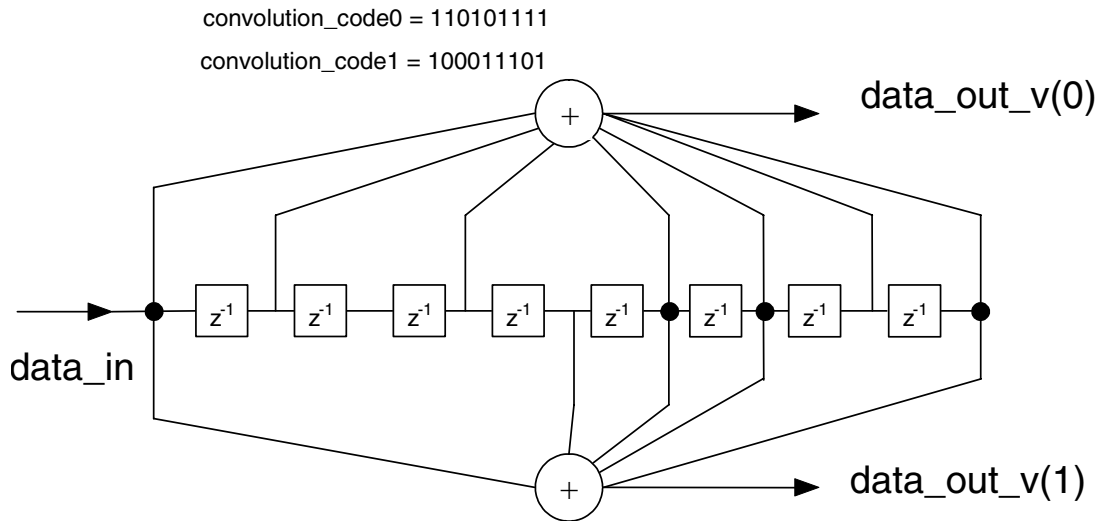 convolution_code0 = 110101111
convolution_code1 = 100011101
+
data_out_v(0)
z-1 z-1 z-1 z-1 z-1 z-1 z-1 z-1
data_in
+
data_out_v(1)